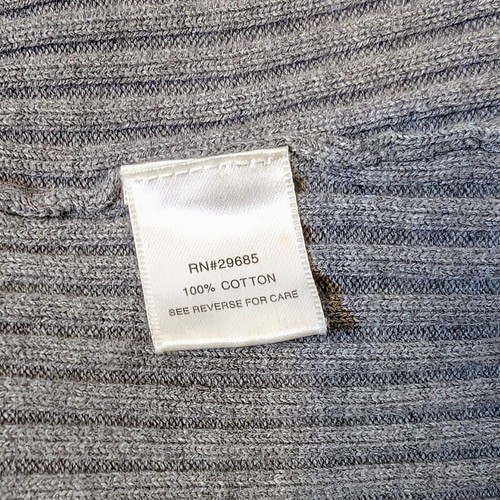 RN#29685
100% COTTON
SEE REVERSE FOR CARE